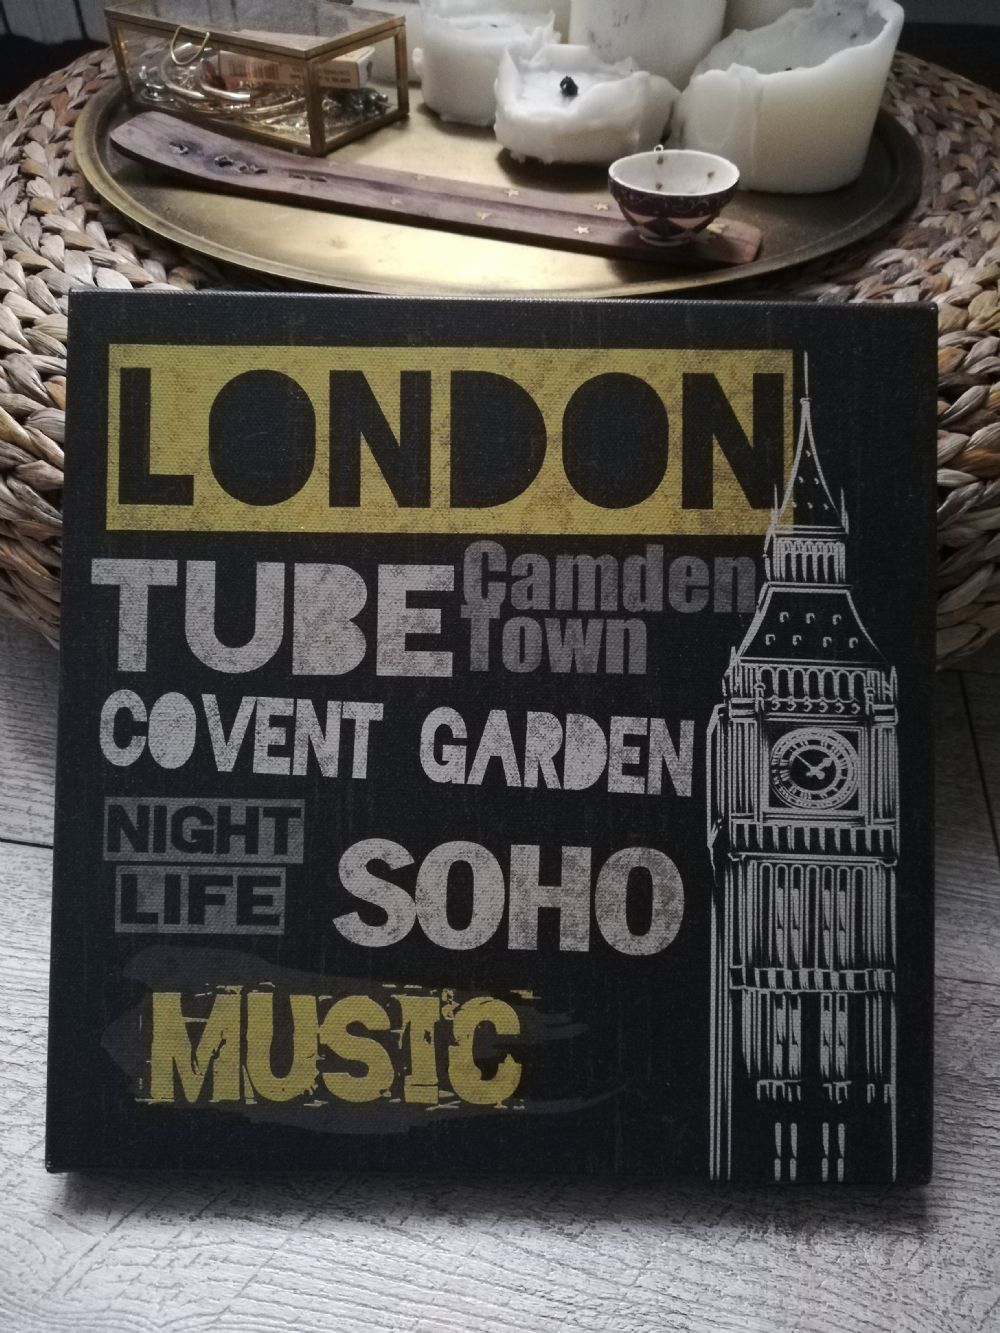 LONDON
TUBE
Camden
Town
COVENT GARDEN
NIGHT
LIFE
SOHO
MUSIC